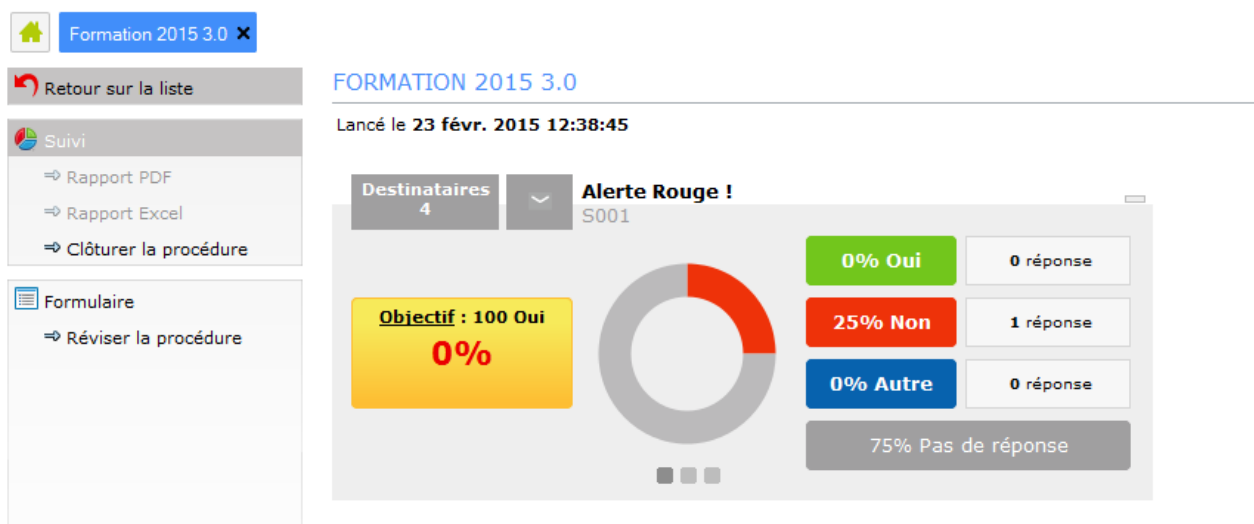 Formation 2015 3.0
Retour sur la liste
Suivi
Rapport PDF
Rapport Excel
Clôturer la procédure
Formulaire
Réviser la procédure
FORMATION 2015 3.0
Lancé le 23 févr. 2015 12:38:45
Destinataires
4
Alerte Rouge !
S001
Objectif : 100 Oui
0%
0% Oui
0 réponse
25% Non
1 réponse
0% Autre
0 réponse
75% Pas de réponse